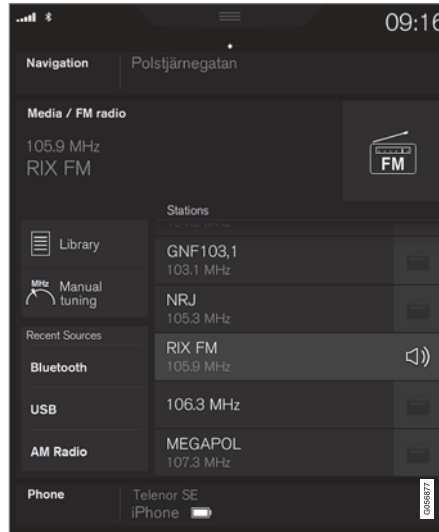 09:16
Navigation
Polstjärnegatan
Media / FM radio
105.9 MHz
RIX FM
FM
Stations
Library
MHz Manual
tuning
Recent Sources
Bluetooth
USB
AM Radio
GNF103,1
103.1 MHz
NRJ
105.3 MHz
RIX FM
105.9 MHz
106.3 MHz
MEGAPOL
107.3 MHz
Phone
Telenor SE
iPhone
G056877